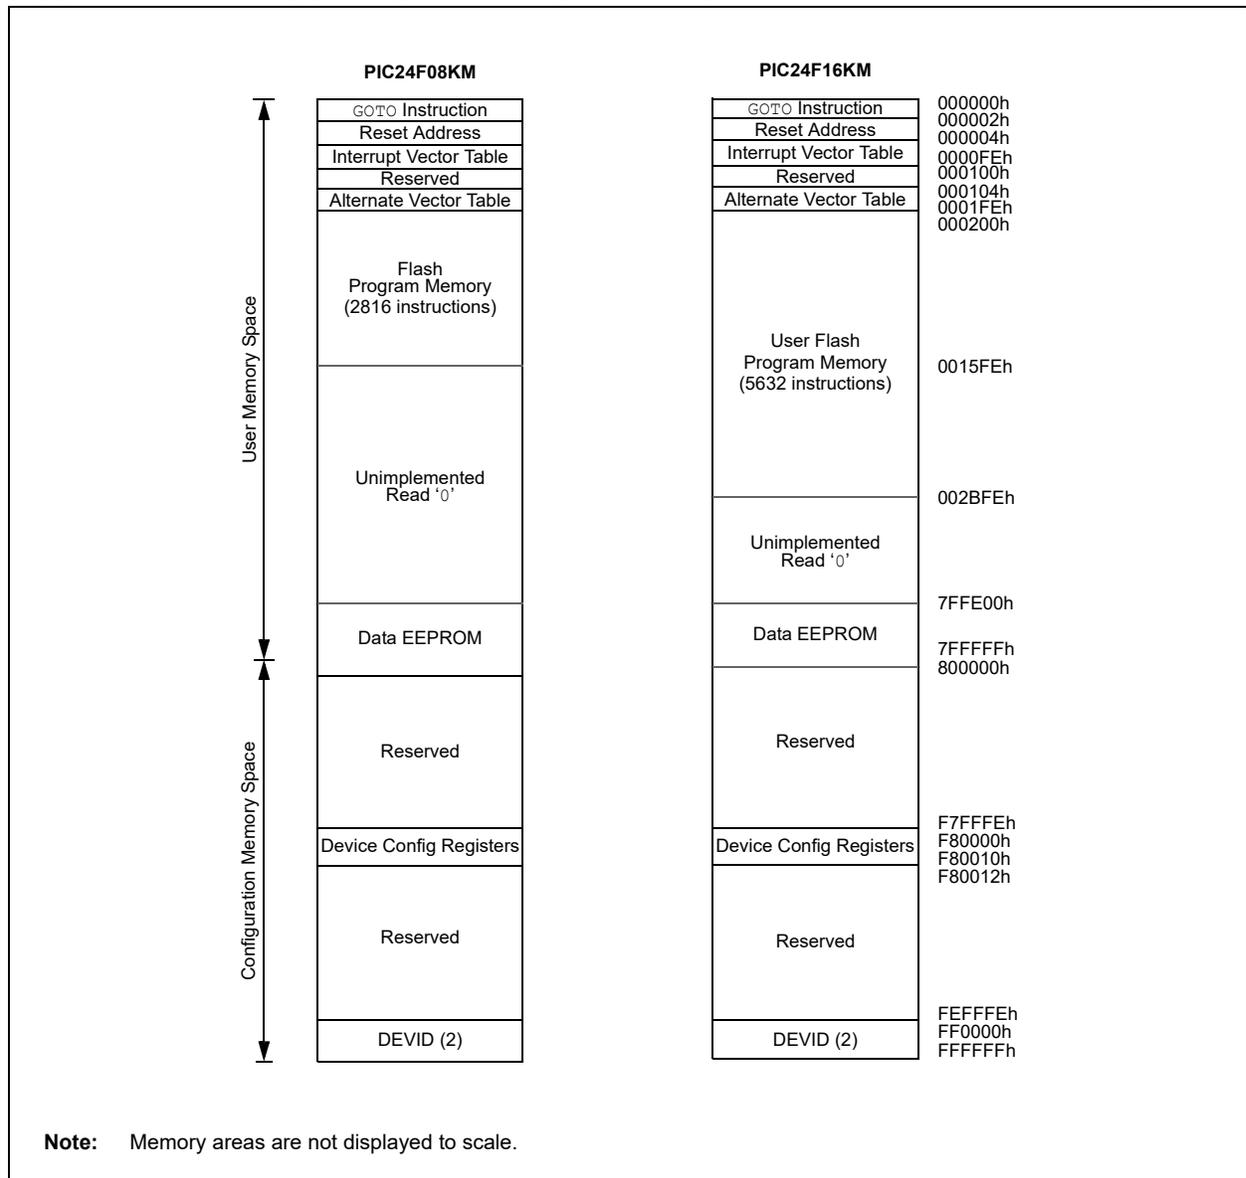 PIC24F08KM
PIC24F16KM
User Memory Space
Configuration Memory Space
GOTO Instruction
Reset Address
Interrupt Vector Table
Reserved
Alternate Vector Table
Flash
Program Memory
(2816 instructions)
Unimplemented
Read ‘0’
Data EEPROM
Reserved
Device Config Registers
Reserved
DEVID (2)
GOTO Instruction
Reset Address
Interrupt Vector Table
Reserved
Alternate Vector Table
User Flash
Program Memory
(5632 instructions)
Unimplemented
Read ‘0’
Data EEPROM
Reserved
Device Config Registers
Reserved
DEVID (2)
000000h
000002h
000004h
0000FEh
000100h
000104h
0001FEh
000200h
0015FEh
002BFEh
7FFE00h
7FFFFFh
800000h
F7FFFEh
F80000h
F80010h
F80012h
FEFFFEh
FF0000h
FFFFFFh
Note: Memory areas are not displayed to scale.